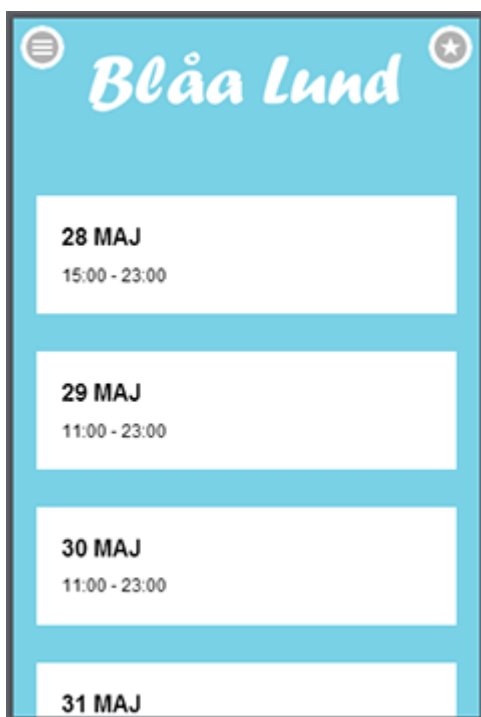 Blåa Lund
28 MAJ
15:00 - 23:00
29 MAJ
11:00 - 23:00
30 MAJ
11:00 - 23:00
31 MAJ